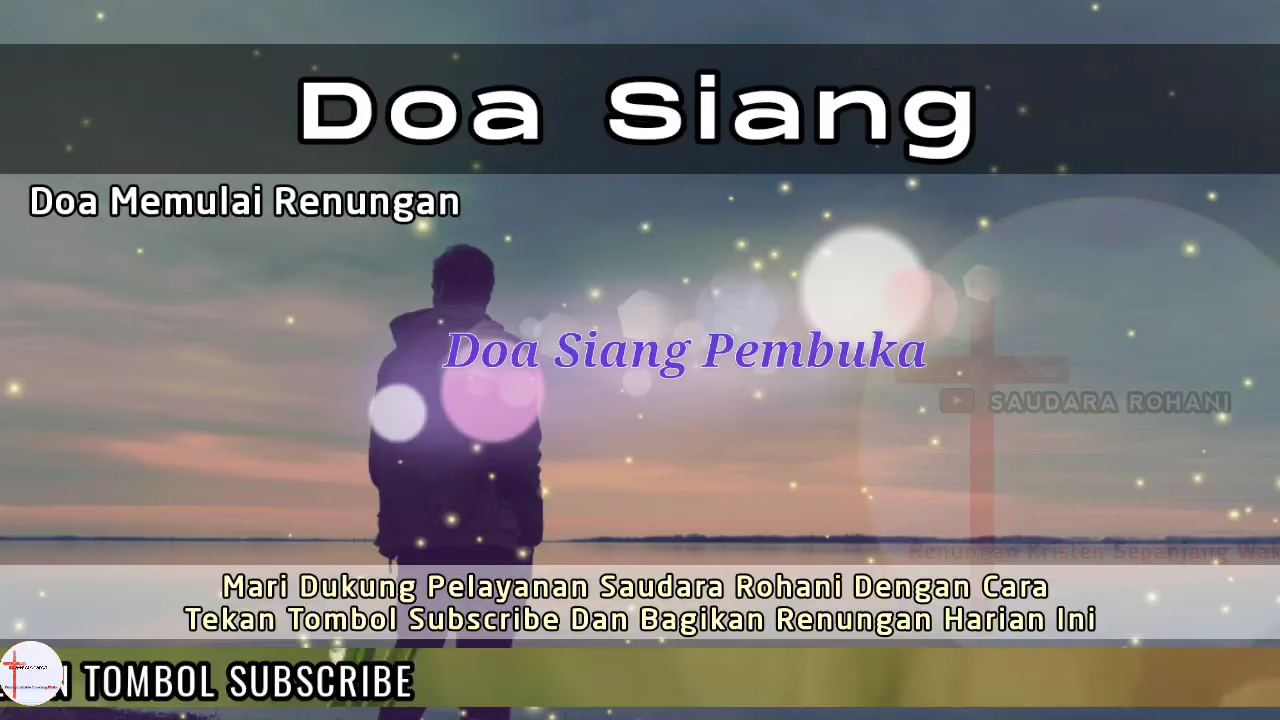 Doa Siang
Doa Memulai Renungan
Doa Siang Pembuka
SAUDARA ROHANI
Renungan Kristen Sepanjang
Mari Dukung Pelayanan Saudara Rohani Dengan Cara
Tekan Tombol Subscribe Dan Bagikan Renungan Harian Ini
TOMBOL SUBSCRIBE